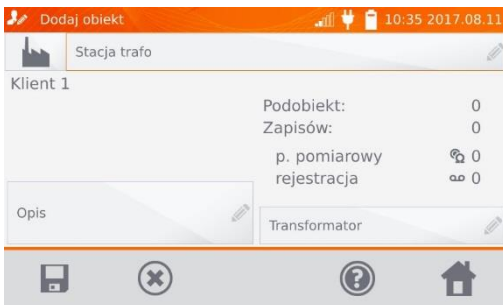 Dodaj obiekt 10:35 2017.08.11
Stacja trafo
Klient 1
Podobiekt: 0
Zapisów: 0
p. pomiarowy 0
rejestracja 0
Opis
Transformator